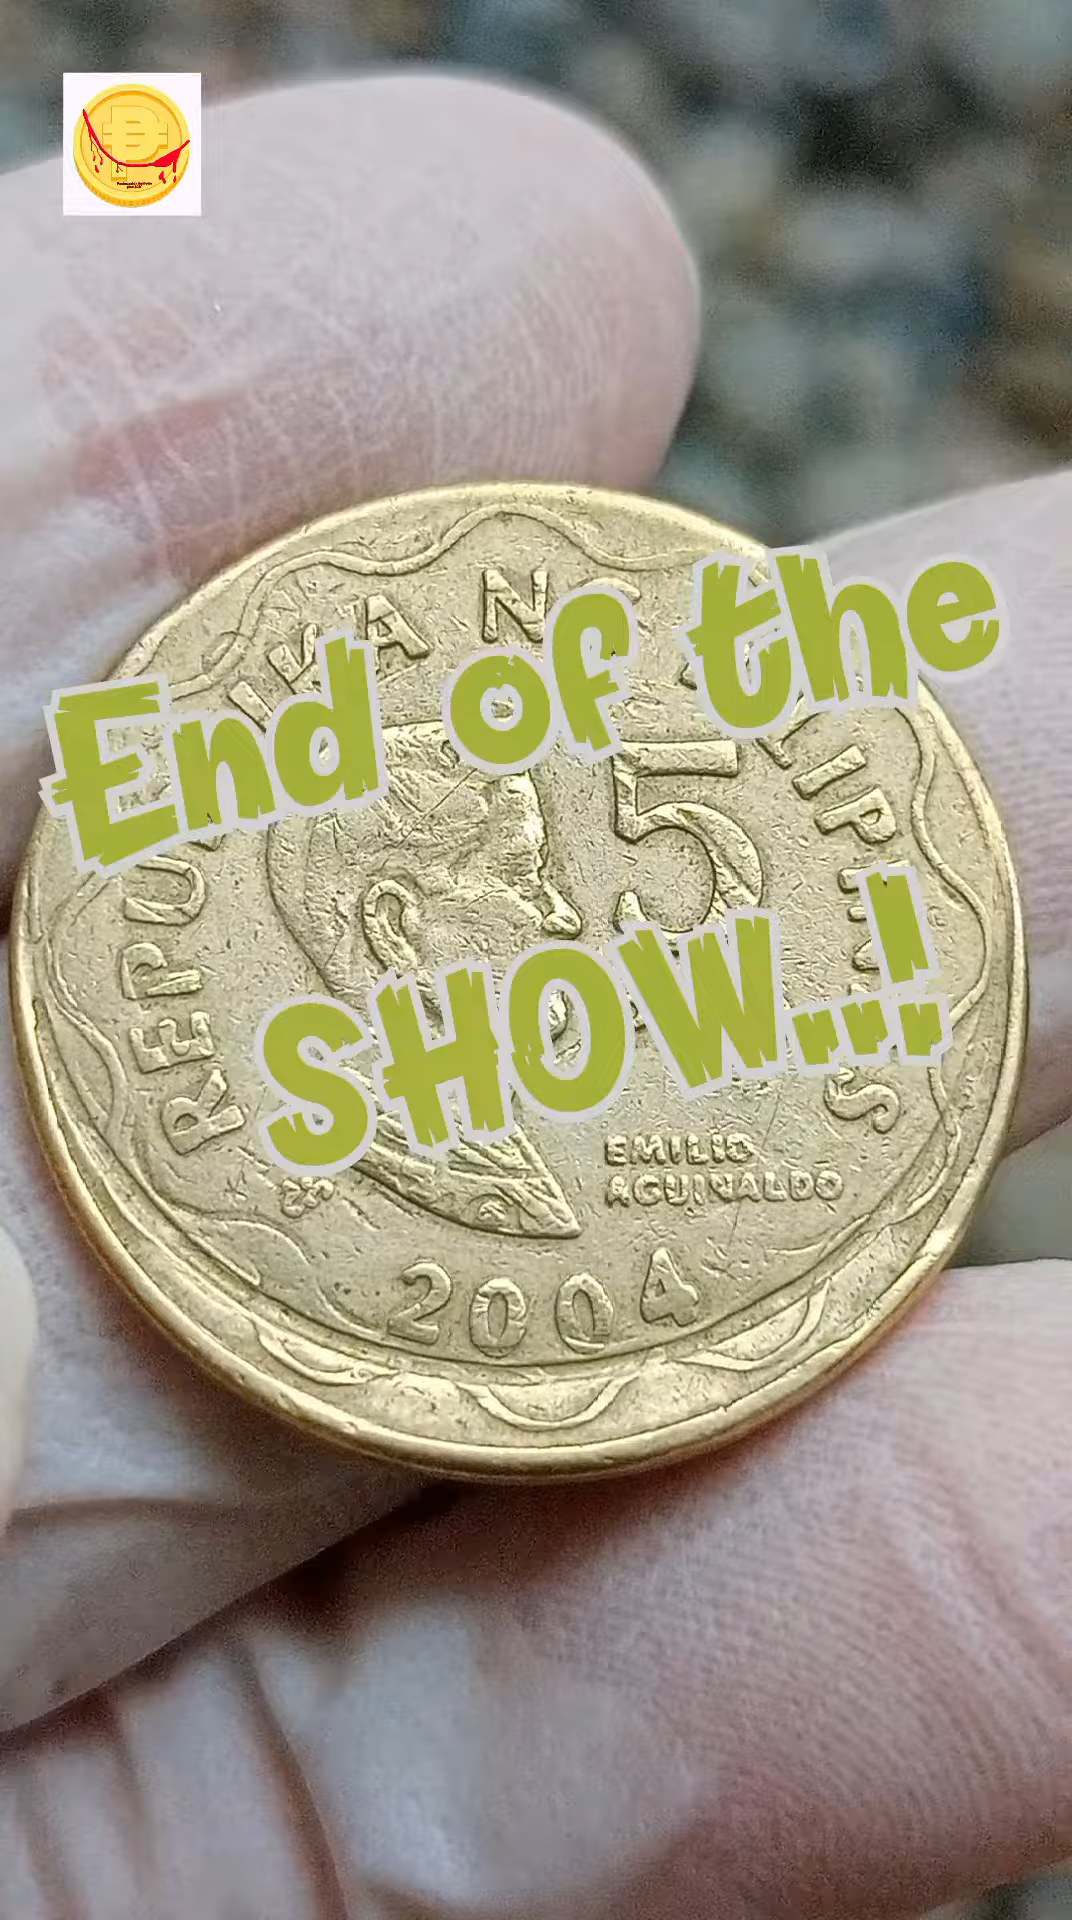 End of the
SHOW...!
REPUBLIKA NG PILIPINAS
5
EMILIO
AGUINALDO
2004